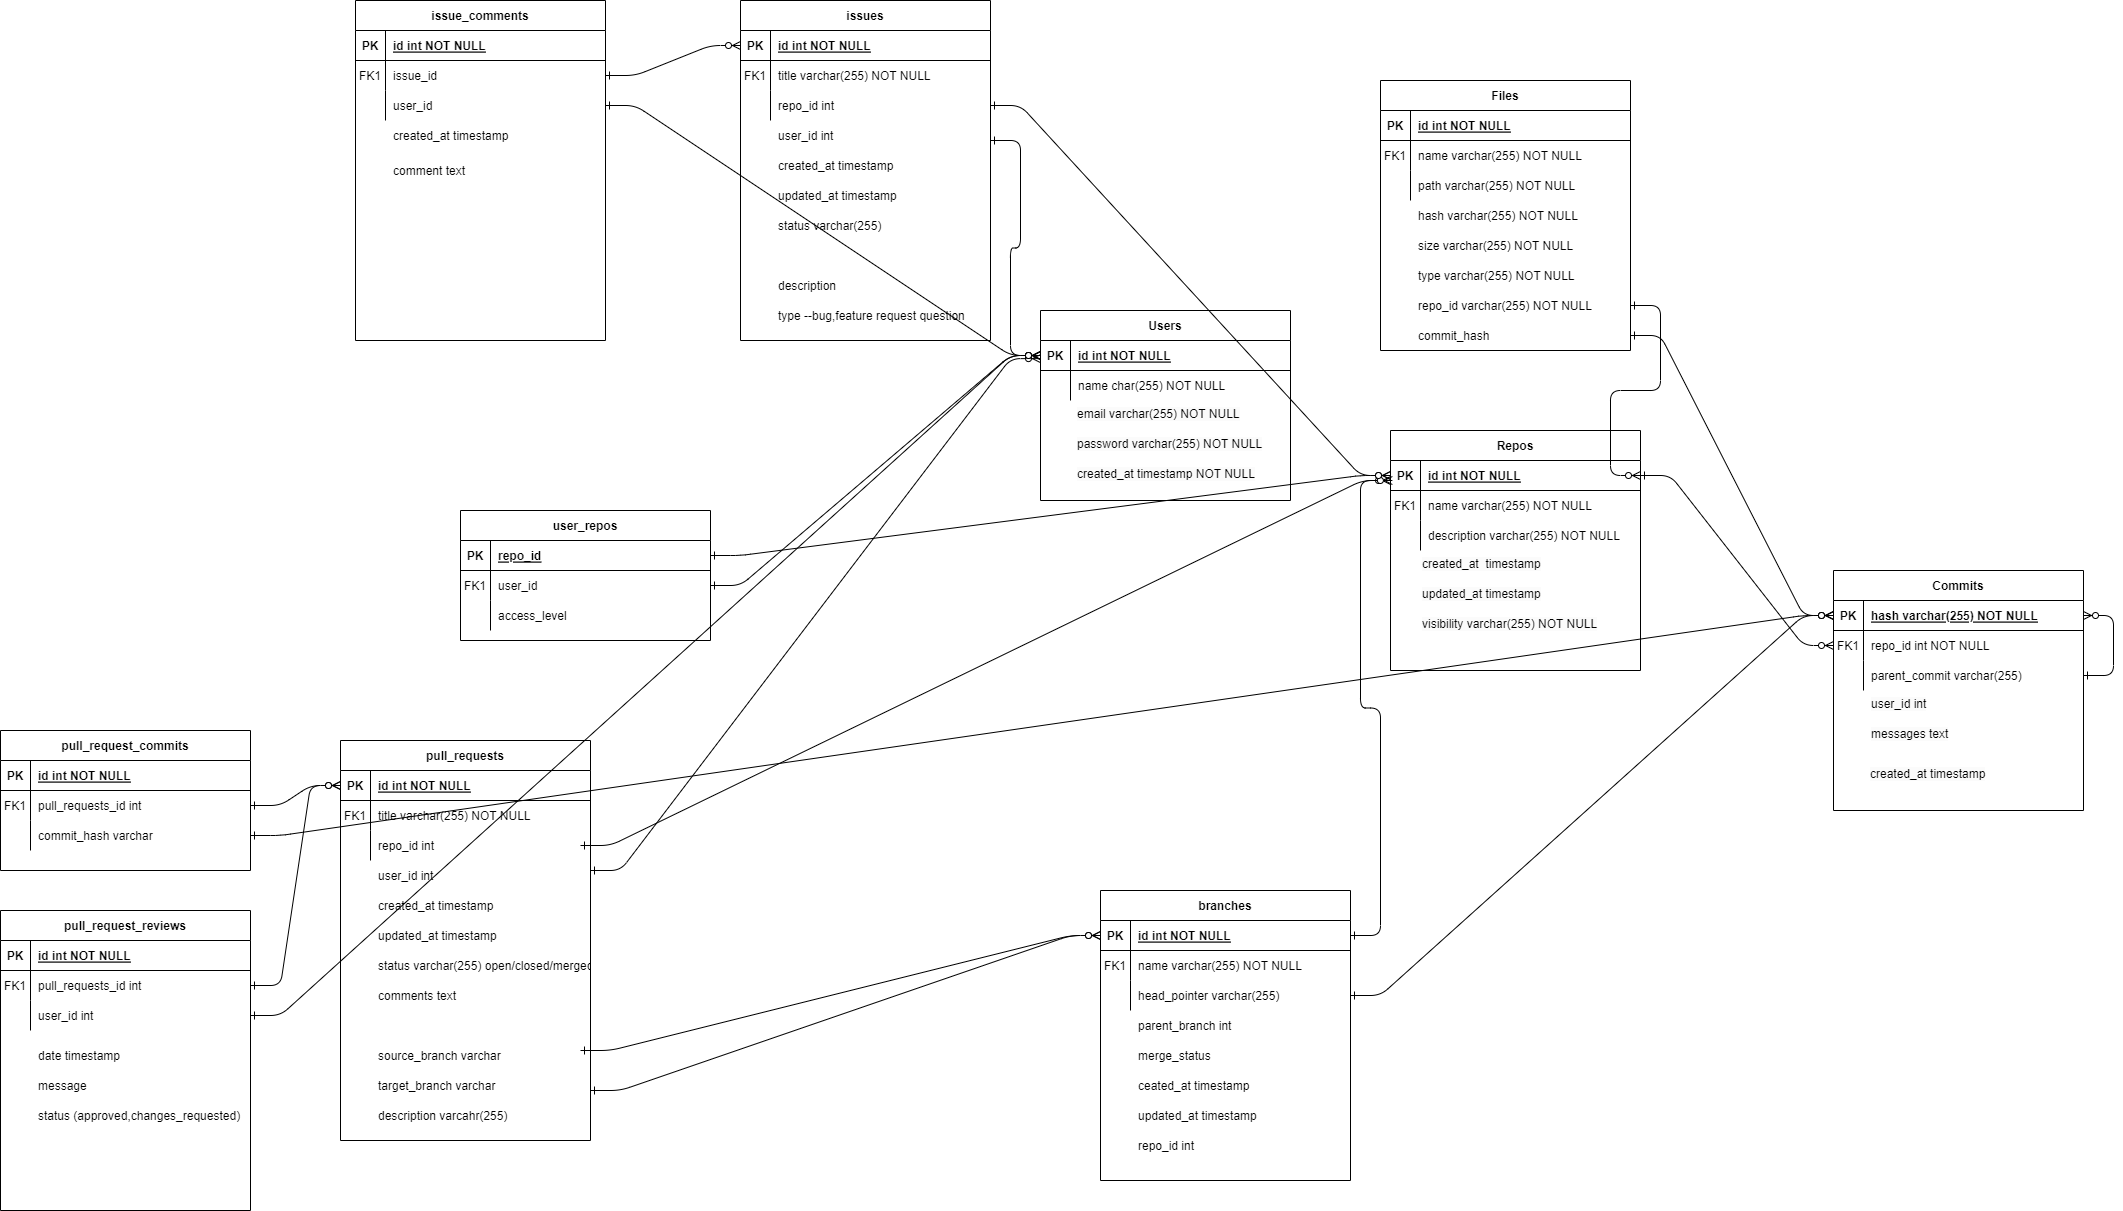 issue_comments
PK id int NOT NULL
FK1 issue_id
user_id
created_at timestamp
comment text
issues
PK id int NOT NULL
FK1 title varchar(255) NOT NULL
repo_id int
user_id int
created_at timestamp
updated_at timestamp
status varchar(255)
description
type --bug,feature request question
Files
PK id int NOT NULL
FK1 name varchar(255) NOT NULL
path varchar(255) NOT NULL
hash varchar(255) NOT NULL
size varchar(255) NOT NULL
type varchar(255) NOT NULL
repo_id varchar(255) NOT NULL
commit_hash
Users
PK id int NOT NULL
name char(255) NOT NULL
email varchar(255) NOT NULL
password varchar(255) NOT NULL
created_at timestamp NOT NULL
Repos
PK id int NOT NULL
FK1 name varchar(255) NOT NULL
description varchar(255) NOT NULL
created_at timestamp
updated_at timestamp
visibility varchar(255) NOT NULL
user_repos
PK repo_id
FK1 user_id
access_level
Commits
PK hash varchar(255) NOT NULL
FK1 repo_id int NOT NULL
parent_commit varchar(255)
user_id int
messages text
created_at timestamp
pull_request_commits
PK id int NOT NULL
FK1 pull_requests_id int
commit_hash varchar
pull_requests
PK id int NOT NULL
FK1 title varchar(255) NOT NULL
repo_id int
user_id int
created_at timestamp
updated_at timestamp
status varchar(255) open/closed/merged
comments text
source_branch varchar
target_branch varchar
description varcahr(255)
pull_request_reviews
PK id int NOT NULL
FK1 pull_requests_id int
user_id int
date timestamp
message
status (approved,changes_requested)
branches
PK id int NOT NULL
FK1 name varchar(255) NOT NULL
head_pointer varchar(255)
parent_branch int
merge_status
ceated_at timestamp
updated_at timestamp
repo_id int